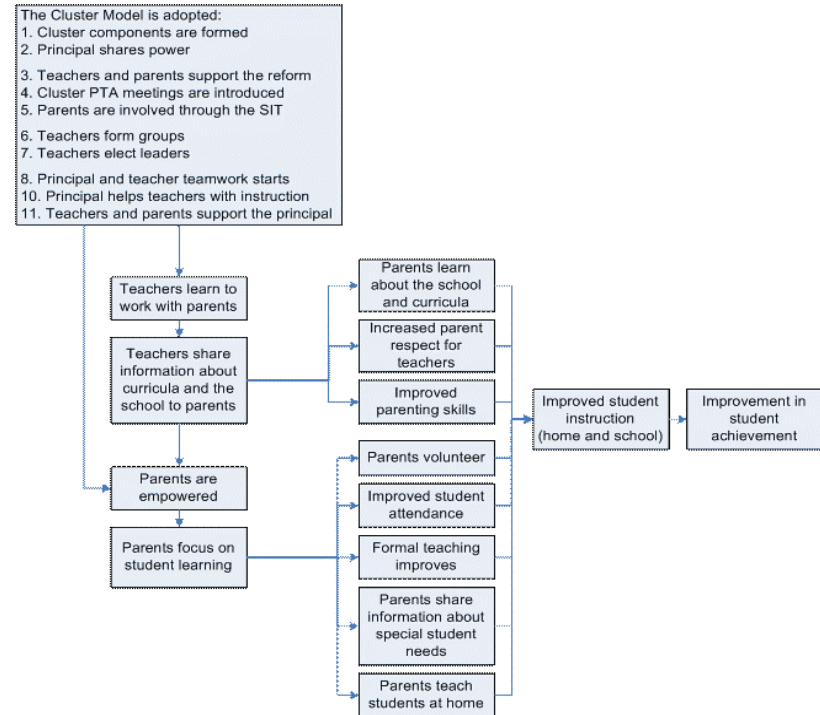 The Cluster Model is adopted:
1. Cluster components are formed
2. Principal shares power
3. Teachers and parents support the reform
4. Cluster PTA meetings are introduced
5. Parents are involved through the SIT
6. Teachers form groups
7. Teachers elect leaders
8. Principal and teacher teamwork starts
10. Principal helps teachers with instruction
11. Teachers and parents support the principal
Teachers learn to
work with parents
Teachers share
information about
curricula and the
school to parents
Parents are
empowered
Parents focus on
student learning
Parents learn
about the school
and curricula
Increased parent
respect for
teachers
Improved
parenting skills
Parents volunteer
Improved student
attendance
Formal teaching
improves
Parents share
information about
special student
needs
Parents teach
students at home
Improved student
instruction
(home and school)
Improvement in
student
achievement